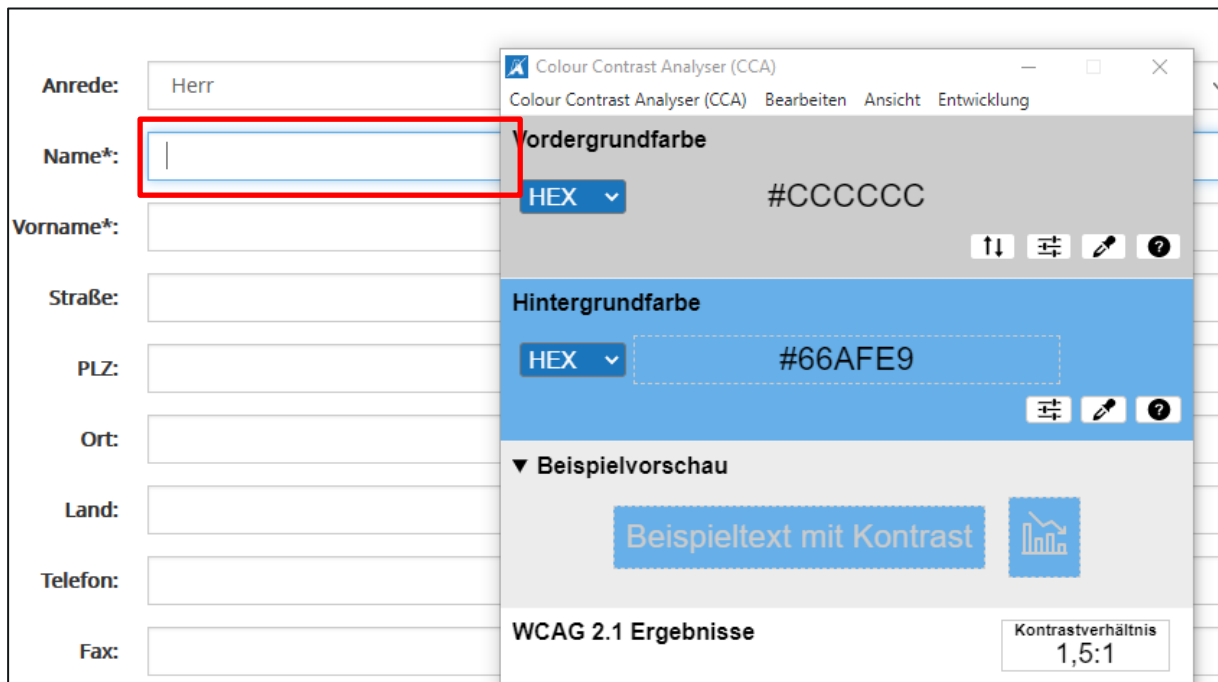 Anrede:
Herr
Name*:
Vorname*:
Straße:
PLZ:
Ort:
Land:
Telefon:
Fax:
Colour Contrast Analyser (CCA)
Colour Contrast Analyser (CCA) Bearbeiten Ansicht Entwicklung
Vordergrundfarbe
HEX #CCCCCC
Hintergrundfarbe
HEX #66AFE9
▼ Beispielvorschau
Beispieltext mit Kontrast
WCAG 2.1 Ergebnisse
Kontrastverhältnis
1,5:1